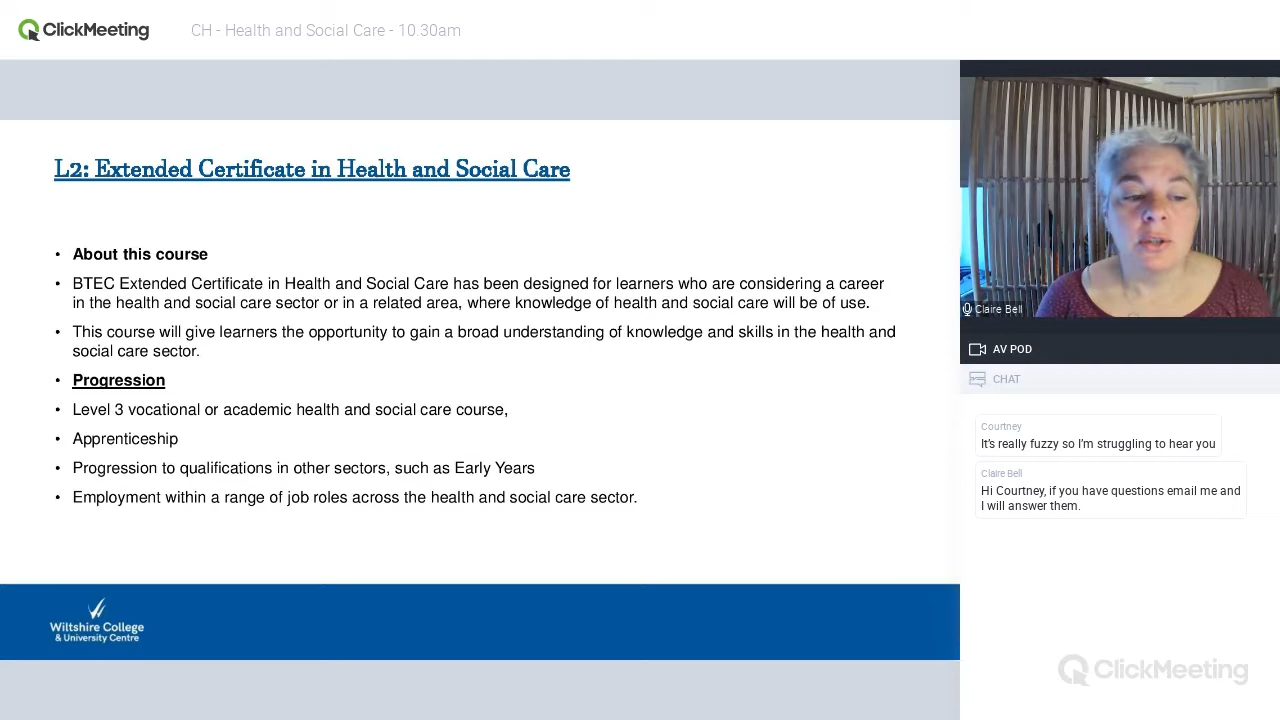 ClickMeeting
CH - Health and Social Care - 10.30am
L2: Extended Certificate in Health and Social Care
• About this course
• BTEC Extended Certificate in Health and Social Care has been designed for learners who are considering a career
in the health and social care sector or in a related area, where knowledge of health and social care will be of use.
• This course will give learners the opportunity to gain a broad understanding of knowledge and skills in the health and
social care sector.
• Progression
• Level 3 vocational or academic health and social care course,
• Apprenticeship
• Progression to qualifications in other sectors, such as Early Years
• Employment within a range of job roles across the health and social care sector.
Wiltshire College
& University Centre
Claire Bell
AV POD
CHAT
Courtney
It's really fuzzy so I'm struggling to hear you
Claire Bell
Hi Courtney, if you have questions email me and
I will answer them.
ClickMeeting